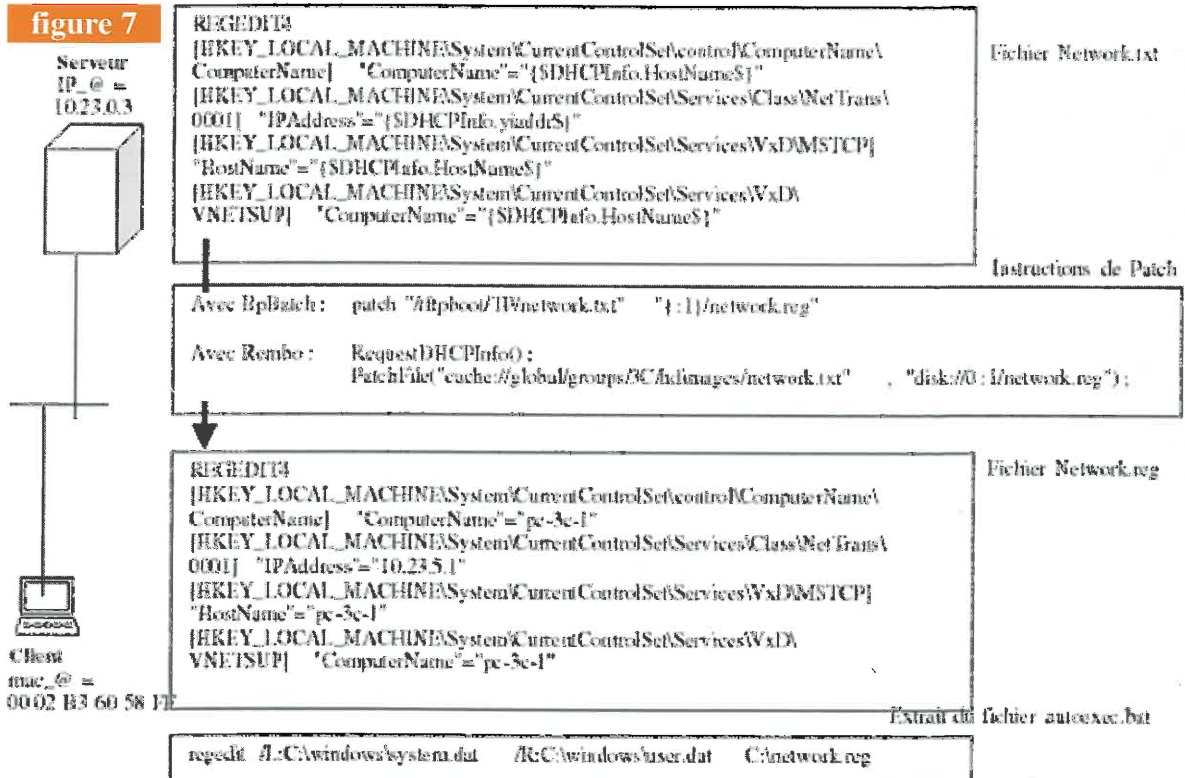 figure 7
Serveur
IP_@ =
10.23.0.3
REGEDIT4
[HKEY_LOCAL_MACHINE\System\CurrentControlSet\control\ComputerName\
ComputerName] "ComputerName"="{$DHCPInfo.HostName$}"
[HKEY_LOCAL_MACHINE\System\CurrentControlSet\Services\Class\NetTrans\
0001] "IPAddress"="{$DHCPInfo.yiaddr$}"
[HKEY_LOCAL_MACHINE\System\CurrentControlSet\Services\VxD\MSTCP]
"HostName"="{$DHCPInfo.HostName$}"
[HKEY_LOCAL_MACHINE\System\CurrentControlSet\Services\VxD\
VNETSUP] "ComputerName"="{$DHCPInfo.HostName$}"
Fichier Network.txt
Instructions de Patch
Avec BpBatch : patch "/tftpboot/ /network.txt" "{:1}/network.reg"
Avec Rembo : RequestDHCPInfo() ;
PatchFile("cache://global/groups/3C/hdimages/network.txt" , "disk://0 : 1/network.reg") ;
REGEDIT4
[HKEY_LOCAL_MACHINE\System\CurrentControlSet\control\ComputerName\
ComputerName] "ComputerName"="pc-3c-1"
[HKEY_LOCAL_MACHINE\System\CurrentControlSet\Services\Class\NetTrans\
0001] "IPAddress"="10.23.5.1"
[HKEY_LOCAL_MACHINE\System\CurrentControlSet\Services\VxD\MSTCP]
"HostName"="pc-3c-1"
[HKEY_LOCAL_MACHINE\System\CurrentControlSet\Services\VxD\
VNETSUP] "ComputerName"="pc-3c-1"
Fichier Network.reg
Client
mac_@ =
00 02 B3 60 58 FF
Extrait du fichier autoexec.bat
regedit /L:C:\windows\system.dat /R:C:\windows\user.dat C:\network.reg